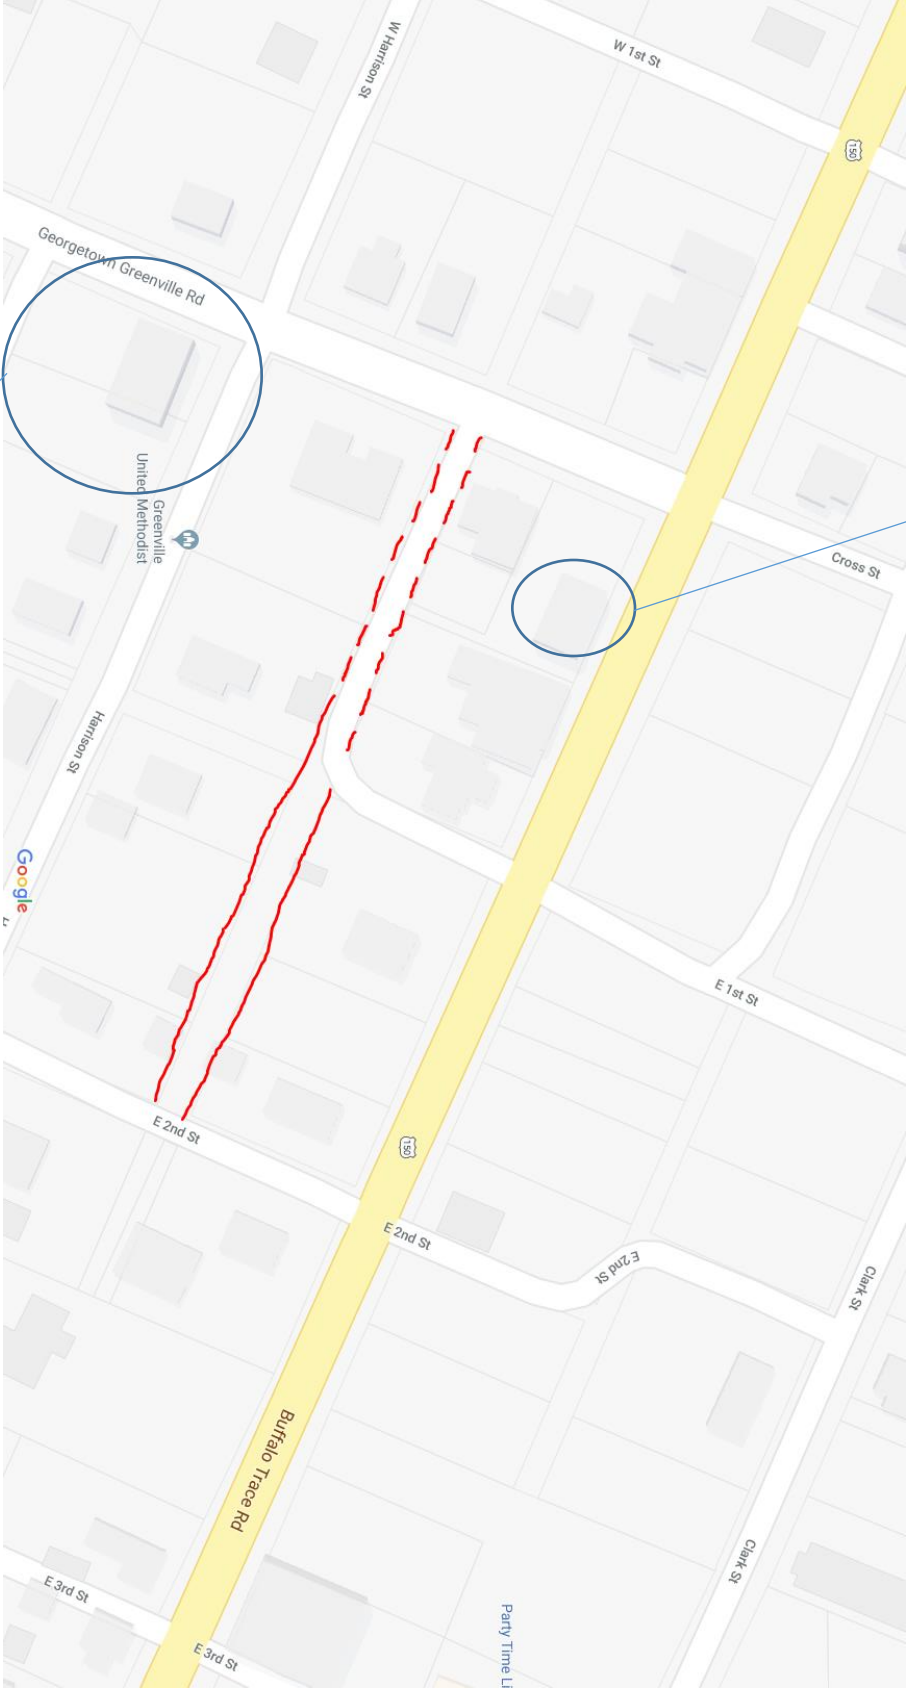 W Harrison St
W 1st St
150
Georgetown Greenville Rd
Cross St
Greenville
United Methodist
Harrison St
Google
E 1st St
E 2nd St
150
E 2nd St
E 2nd St
Clark St
Buffalo Trace Rd
Clark St
E 3rd St
Party Time Li
E 3rd St